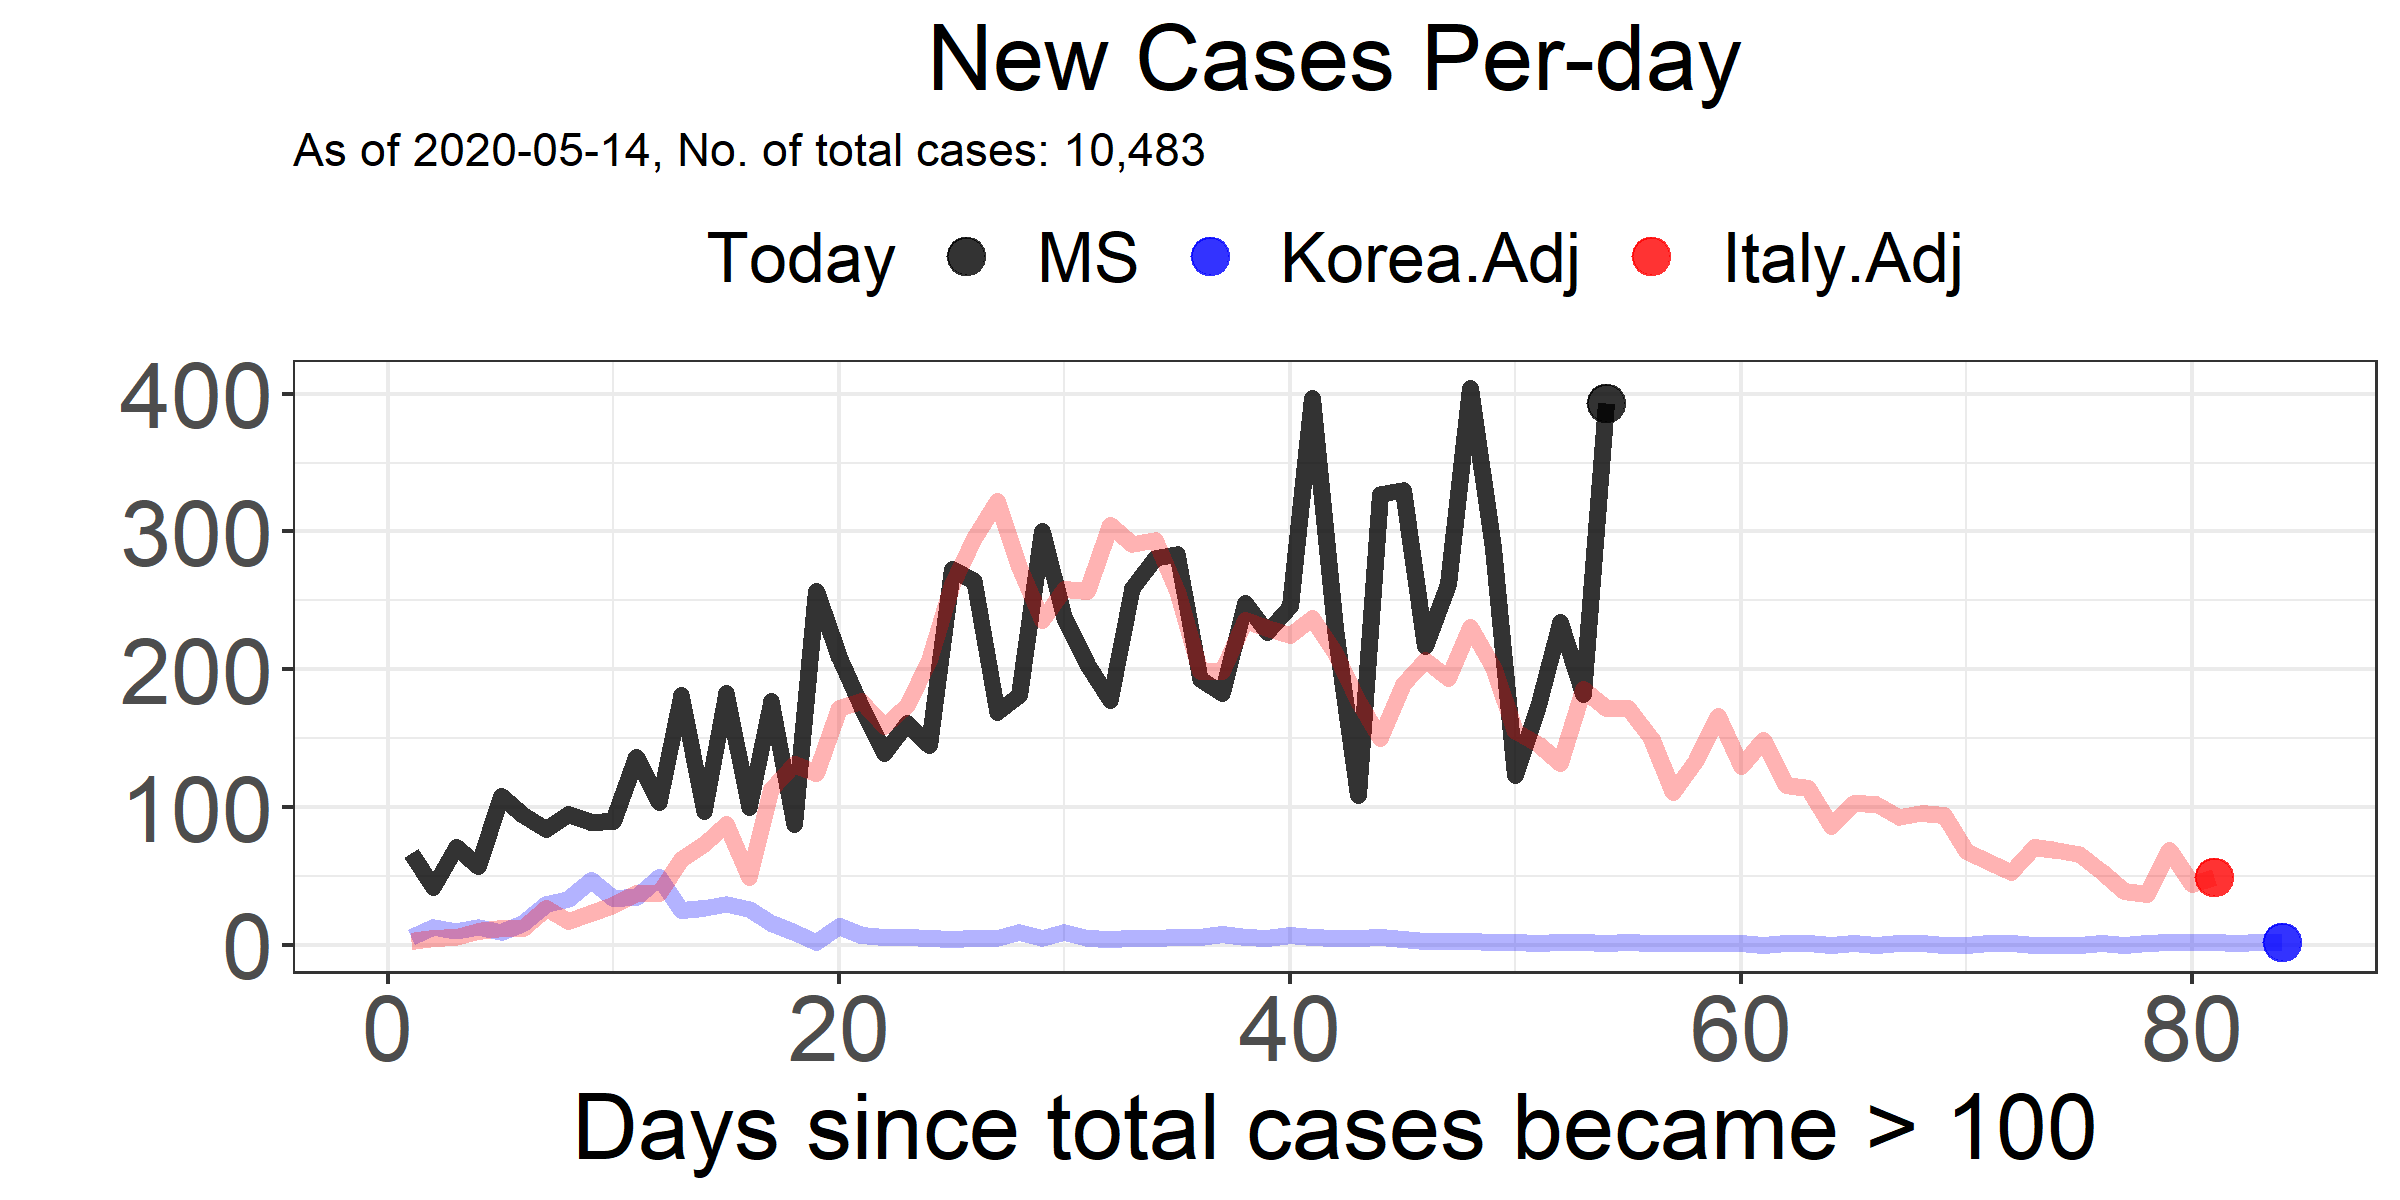 New Cases Per-day
As of 2020-05-14, No. of total cases: 10,483
Today MS Korea.Adj Italy.Adj
400
300
200
100
0
0 20 40 60 80
Days since total cases became > 100